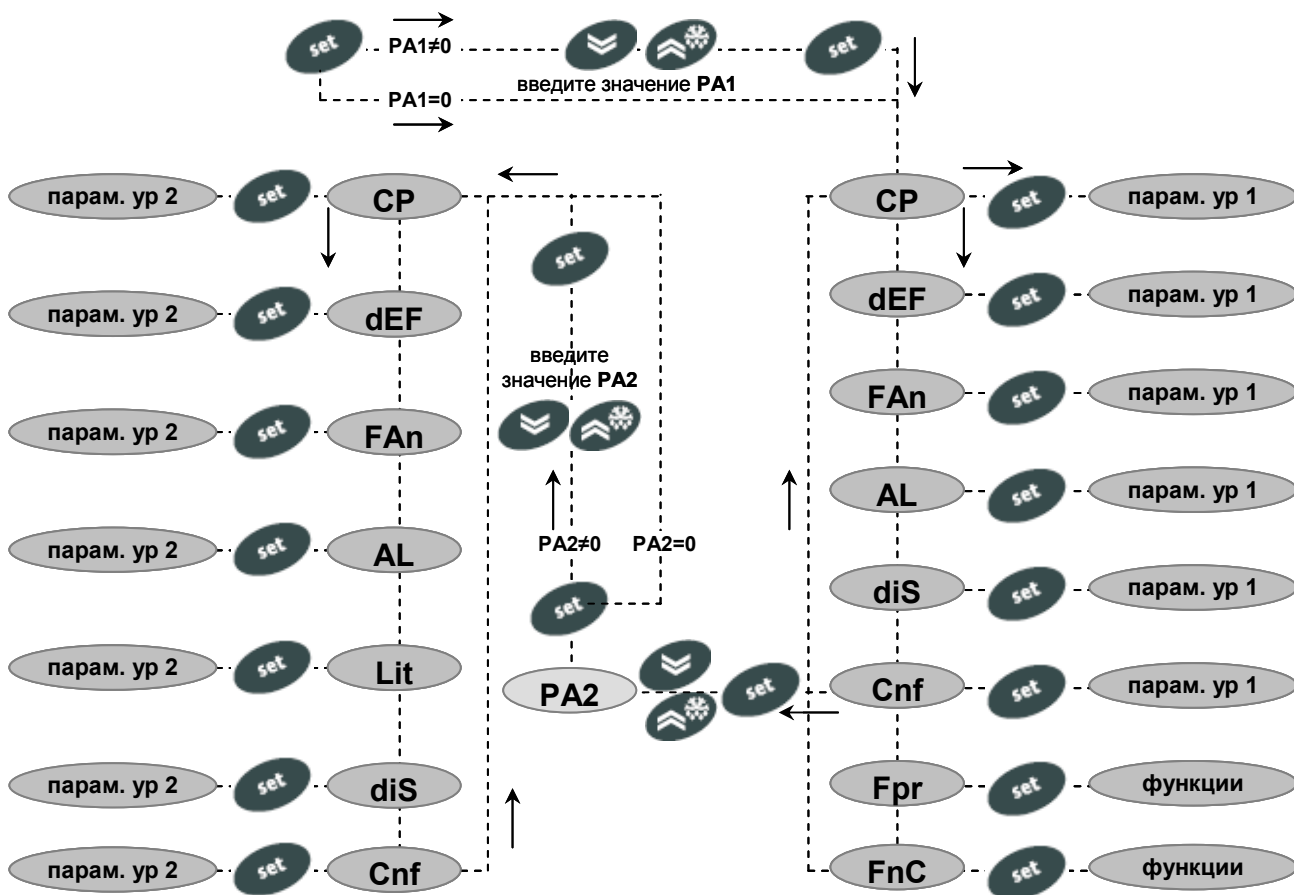 set
PA1≠0
set
введите значение PA1
PA1=0
парам. ур 2
set
CP
CP
set
парам. ур 1
set
парам. ур 2
set
dEF
dEF
set
парам. ур 1
введите
значение PA2
парам. ур 2
set
FAn
FAn
set
парам. ур 1
парам. ур 2
set
AL
AL
set
парам. ур 1
PA2≠0
PA2=0
set
diS
set
парам. ур 1
парам. ур 2
set
Lit
PA2
set
Cnf
set
парам. ур 1
парам. ур 2
set
diS
Fpr
set
функции
парам. ур 2
set
Cnf
FnC
set
функции